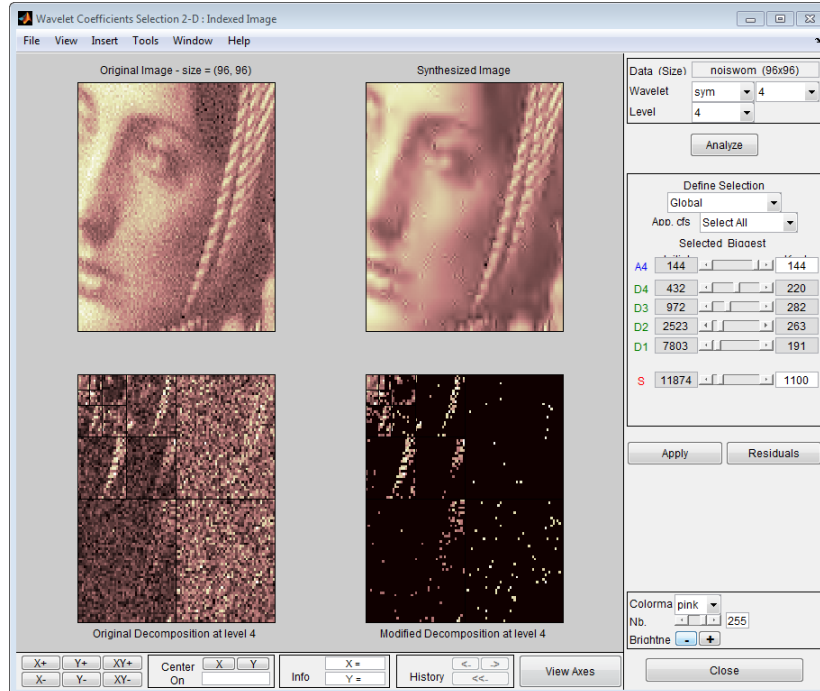 Wavelet Coefficients Selection 2-D : Indexed Image
File View Insert Tools Window Help
Original Image - size = (96, 96)
Synthesized Image
Data (Size) noiswom (96x96)
Wavelet sym 4
Level 4
Analyze
Define Selection
Global
App. cfs Select All
Selected Biggest
A4 144 144
D4 432 220
D3 972 282
D2 2523 263
D1 7803 191
S 11874 1100
Apply Residuals
Original Decomposition at level 4
Modified Decomposition at level 4
Colorma pink
Nb. 255
Brightne - +
X+ Y+ XY+
X- Y- XY-
Center On X Y
Info X = Y =
History <- -> <<-
View Axes
Close